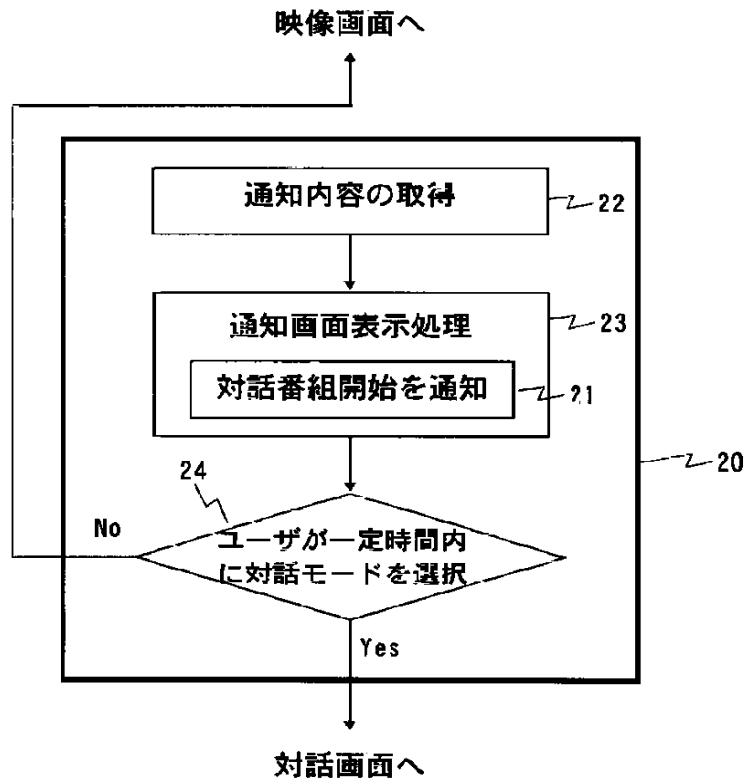 映像画面へ
通知内容の取得
22
通知画面表示処理
23
対話番組開始を通知
21
20
24
No
ユーザが一定時間内
に対話モードを選択
Yes
対話画面へ